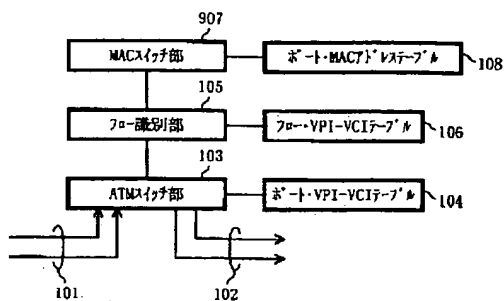 907
MACスイッチ部
ポート・MACアドレステーブル
108
105
フロー識別部
フロー・VPI-VCIテーブル
106
103
ATMスイッチ部
ポート・VPI-VCIテーブル
104
101
102